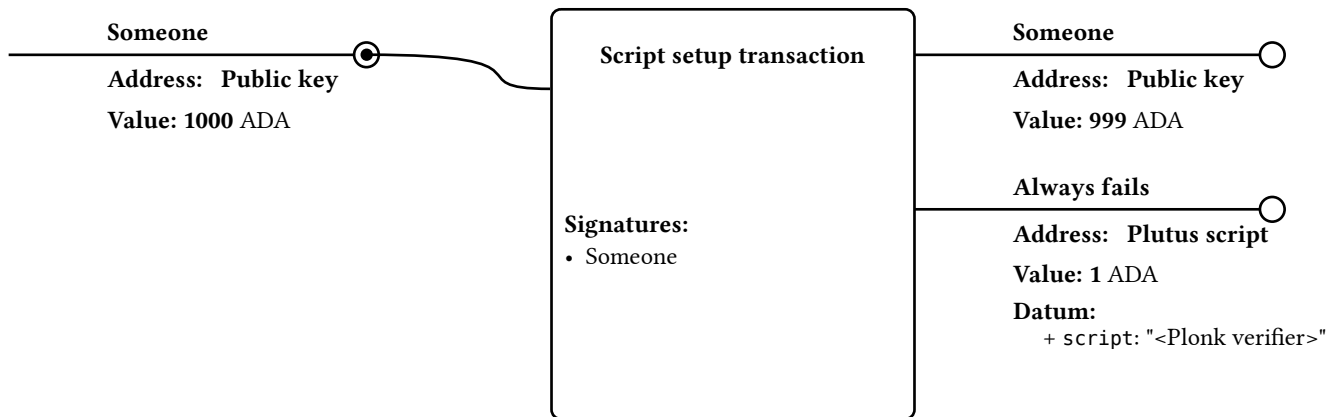 Someone
Address: Public key
Value: 1000 ADA
Script setup transaction
Signatures:
• Someone
Someone
Address: Public key
Value: 999 ADA
Always fails
Address: Plutus script
Value: 1 ADA
Datum:
+ script: "<Plonk verifier>"